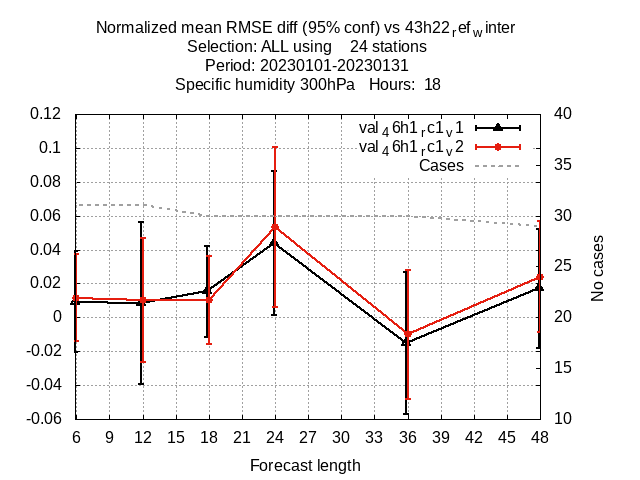 Normalized mean RMSE diff (95% conf) vs 43h22refwinter
Selection: ALL using 24 stations
Period: 20230101-20230131
Specific humidity 300hPa Hours: 18
val46h1rc1v1
val46h1rc1v2
Cases
0.12
0.1
0.08
0.06
0.04
0.02
0
-0.02
-0.04
-0.06
40
35
30
25
20
15
10
No cases
6 9 12 15 18 21 24 27 30 33 36 39 42 45 48
Forecast length